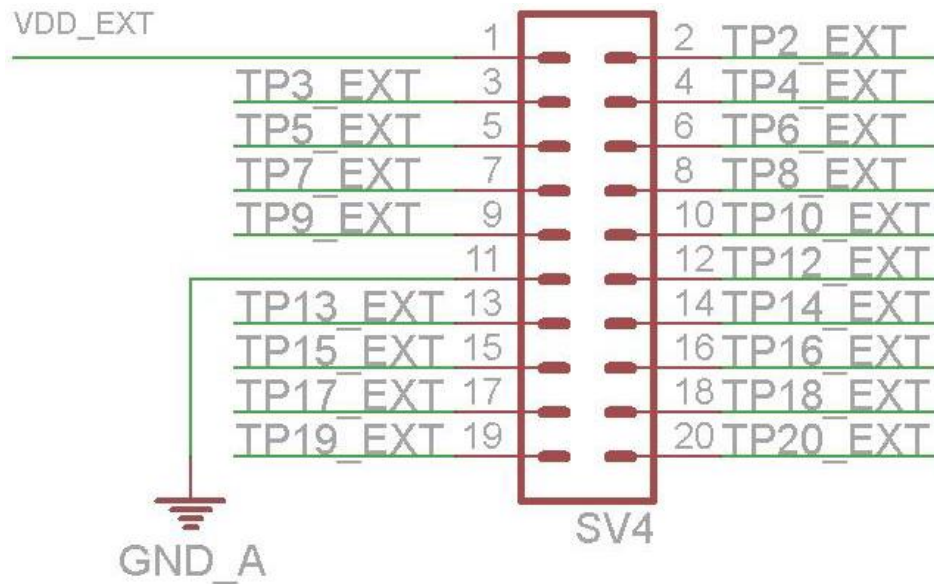 VDD_EXT
1 2 TP2_EXT
TP3_EXT 3 4 TP4_EXT
TP5_EXT 5 6 TP6_EXT
TP7_EXT 7 8 TP8_EXT
TP9_EXT 9 10 TP10_EXT
11 12 TP12_EXT
TP13_EXT 13 14 TP14_EXT
TP15_EXT 15 16 TP16_EXT
TP17_EXT 17 18 TP18_EXT
TP19_EXT 19 20 TP20_EXT
SV4
GND_A